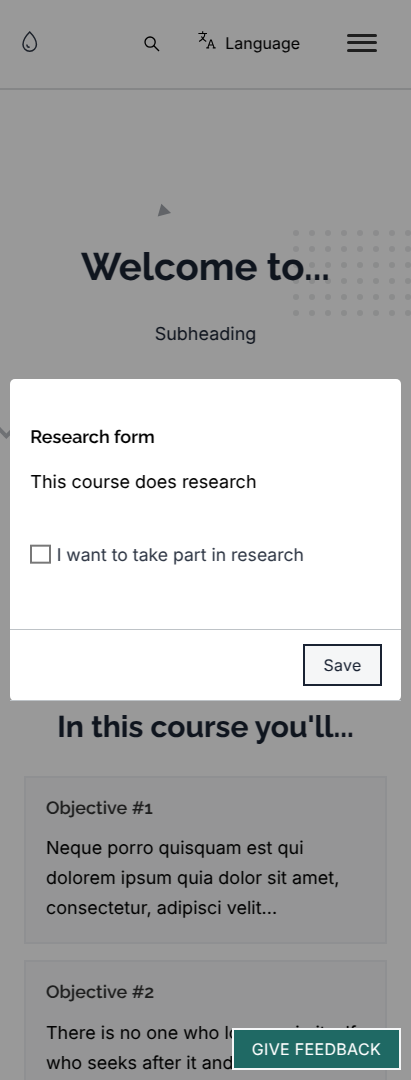 Language
Welcome to...
Subheading
Research form
This course does research
I want to take part in research
Save
In this course you'll...
Objective #1
Neque porro quisquam est qui
dolorem ipsum quia dolor sit amet,
consectetur, adipisci velit...
Objective #2
There is no one who
who seeks after it and
GIVE FEEDBACK